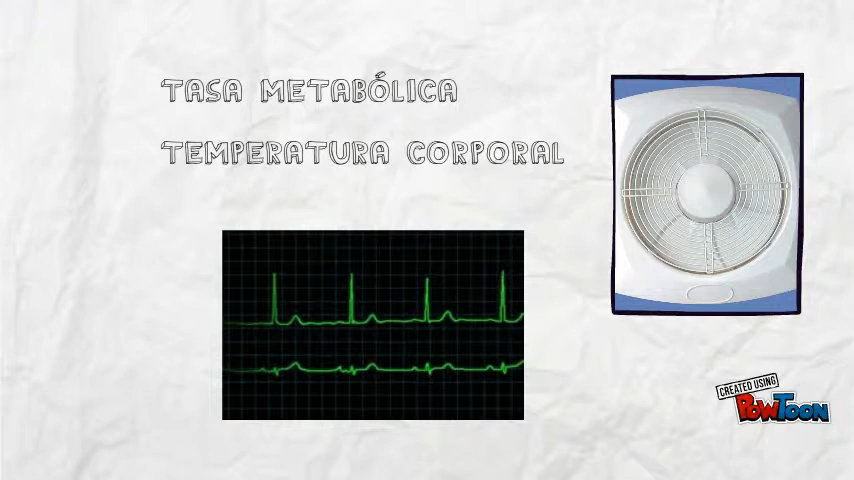 TASA METABÓLICA
TEMPERATURA CORPORAL
CREATED USING
POWTOON